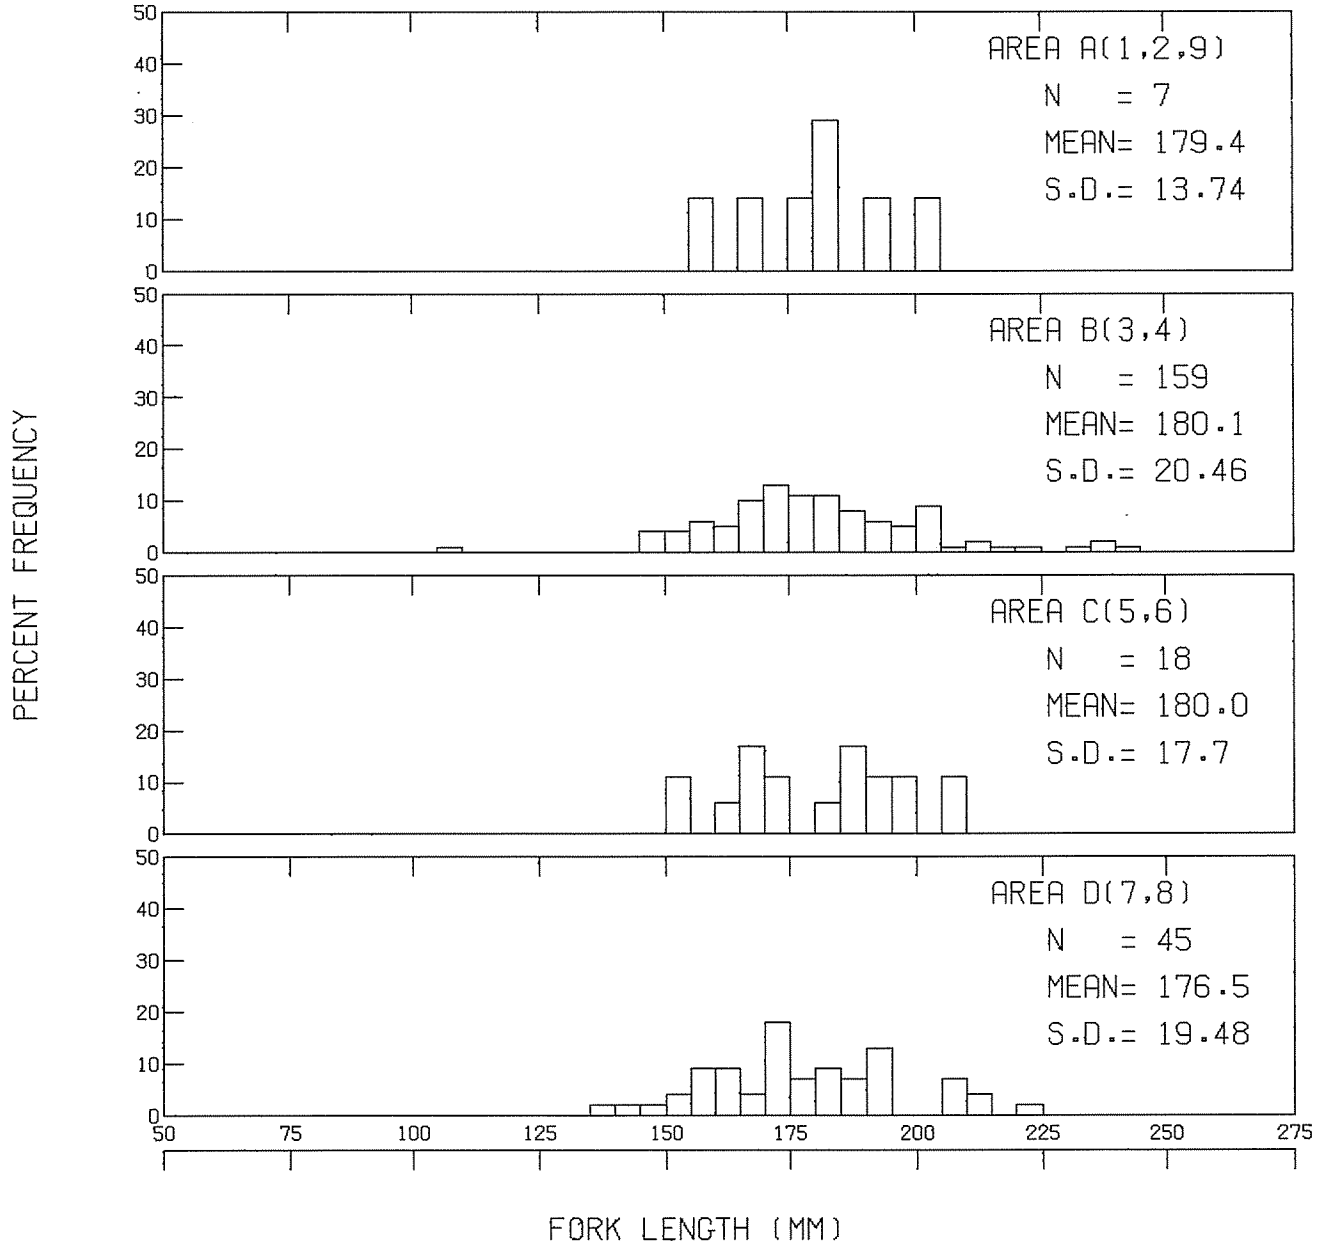 PERCENT FREQUENCY
50
40
30
20
10
0
AREA A(1,2,9)
N = 7
MEAN= 179.4
S.D.= 13.74
50
40
30
20
10
0
AREA B(3,4)
N = 159
MEAN= 180.1
S.D.= 20.46
50
40
30
20
10
0
AREA C(5,6)
N = 18
MEAN= 180.0
S.D.= 17.7
50
40
30
20
10
0
AREA D(7,8)
N = 45
MEAN= 176.5
S.D.= 19.48
50 75 100 125 150 175 200 225 250 275
FORK LENGTH (MM)